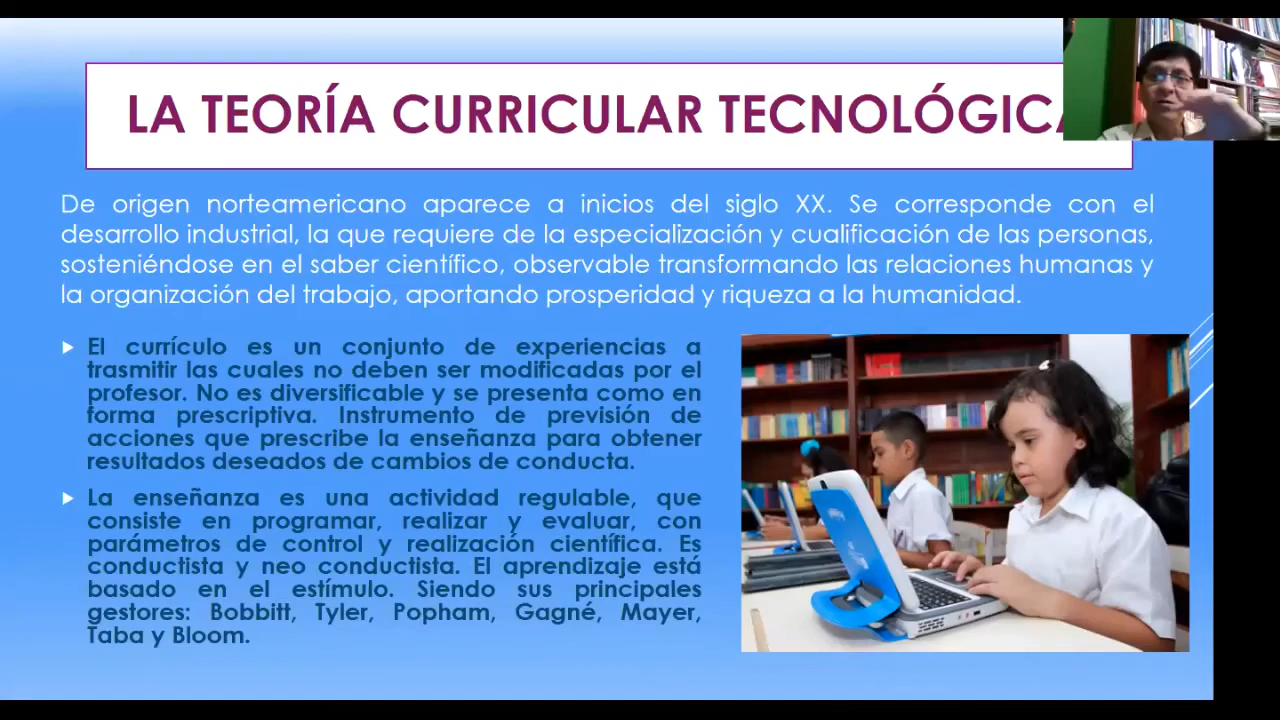 LA TEORÍA CURRICULAR TECNOLÓGICA
De origen norteamericano aparece a inicios del siglo XX. Se corresponde con el
desarrollo industrial, la que requiere de la especialización y cualificación de las personas,
sosteniéndose en el saber científico, observable transformando las relaciones humanas y
la organización del trabajo, aportando prosperidad y riqueza a la humanidad.
El currículo es un conjunto de experiencias a
trasmitir las cuales no deben ser modificadas por el
profesor. No es diversificable y se presenta como en
forma prescriptiva. Instrumento de previsión de
acciones que prescribe la enseñanza para obtener
resultados deseados de cambios de conducta.
La enseñanza es una actividad regulable, que
consiste en programar, realizar y evaluar, con
parámetros de control y realización científica. Es
conductista y neo conductista. El aprendizaje está
basado en el estímulo. Siendo sus principales
gestores: Bobbitt, Tyler, Popham, Gagné, Mayer,
Taba y Bloom.